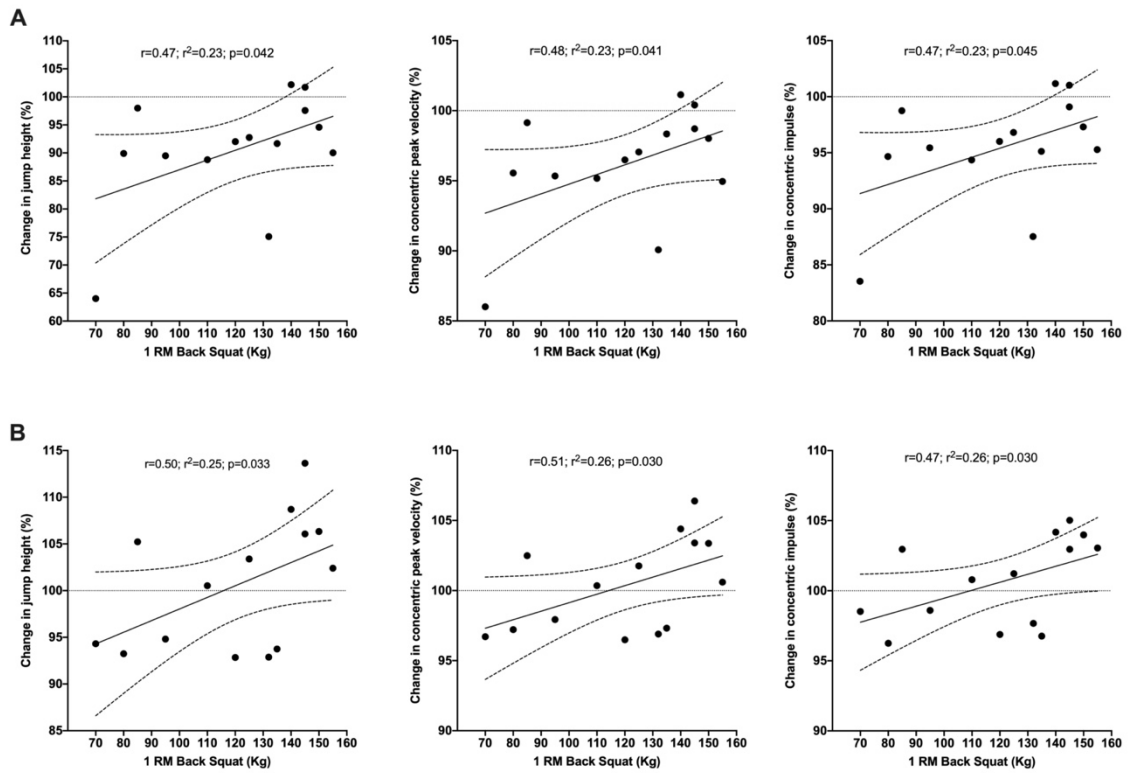 A
r=0.47; r²=0.23; p=0.042
Change in jump height (%)
110
105
100
95
90
85
80
75
70
65
60
70 80 90 100 110 120 130 140 150 160
1 RM Back Squat (Kg)
r=0.48; r²=0.23; p=0.041
Change in concentric peak velocity (%)
105
100
95
90
85
70 80 90 100 110 120 130 140 150 160
1 RM Back Squat (Kg)
r=0.47; r²=0.23; p=0.045
Change in concentric impulse (%)
105
100
95
90
85
80
70 80 90 100 110 120 130 140 150 160
1 RM Back Squat (Kg)
B
r=0.50; r²=0.25; p=0.033
Change in jump height (%)
115
110
105
100
95
90
85
70 80 90 100 110 120 130 140 150 160
1 RM Back Squat (Kg)
r=0.51; r²=0.26; p=0.030
Change in concentric peak velocity (%)
110
105
100
95
90
70 80 90 100 110 120 130 140 150 160
1 RM Back Squat (Kg)
r=0.47; r²=0.26; p=0.030
Change in concentric impulse (%)
110
105
100
95
90
70 80 90 100 110 120 130 140 150 160
1 RM Back Squat (Kg)